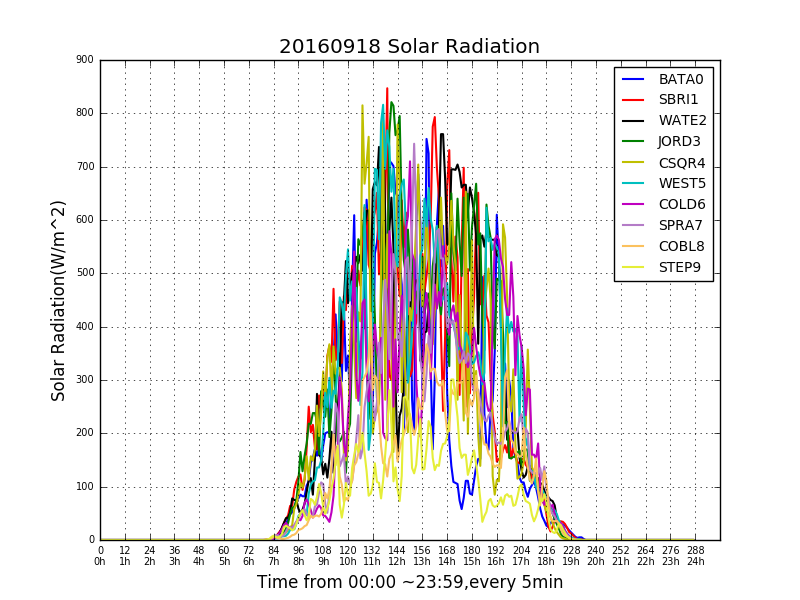 20160918 Solar Radiation
Solar Radiation(W/m^2)
900
800
700
600
500
400
300
200
100
0
BATA0
SBRI1
WATE2
JORD3
CSQR4
WEST5
COLD6
SPRA7
COBL8
STEP9
0 12 24 36 48 60 72 84 96 108 120 132 144 156 168 180 192 204 216 228 240 252 264 276 288
0h 1h 2h 3h 4h 5h 6h 7h 8h 9h 10h 11h 12h 13h 14h 15h 16h 17h 18h 19h 20h 21h 22h 23h 24h
Time from 00:00 ~23:59,every 5min